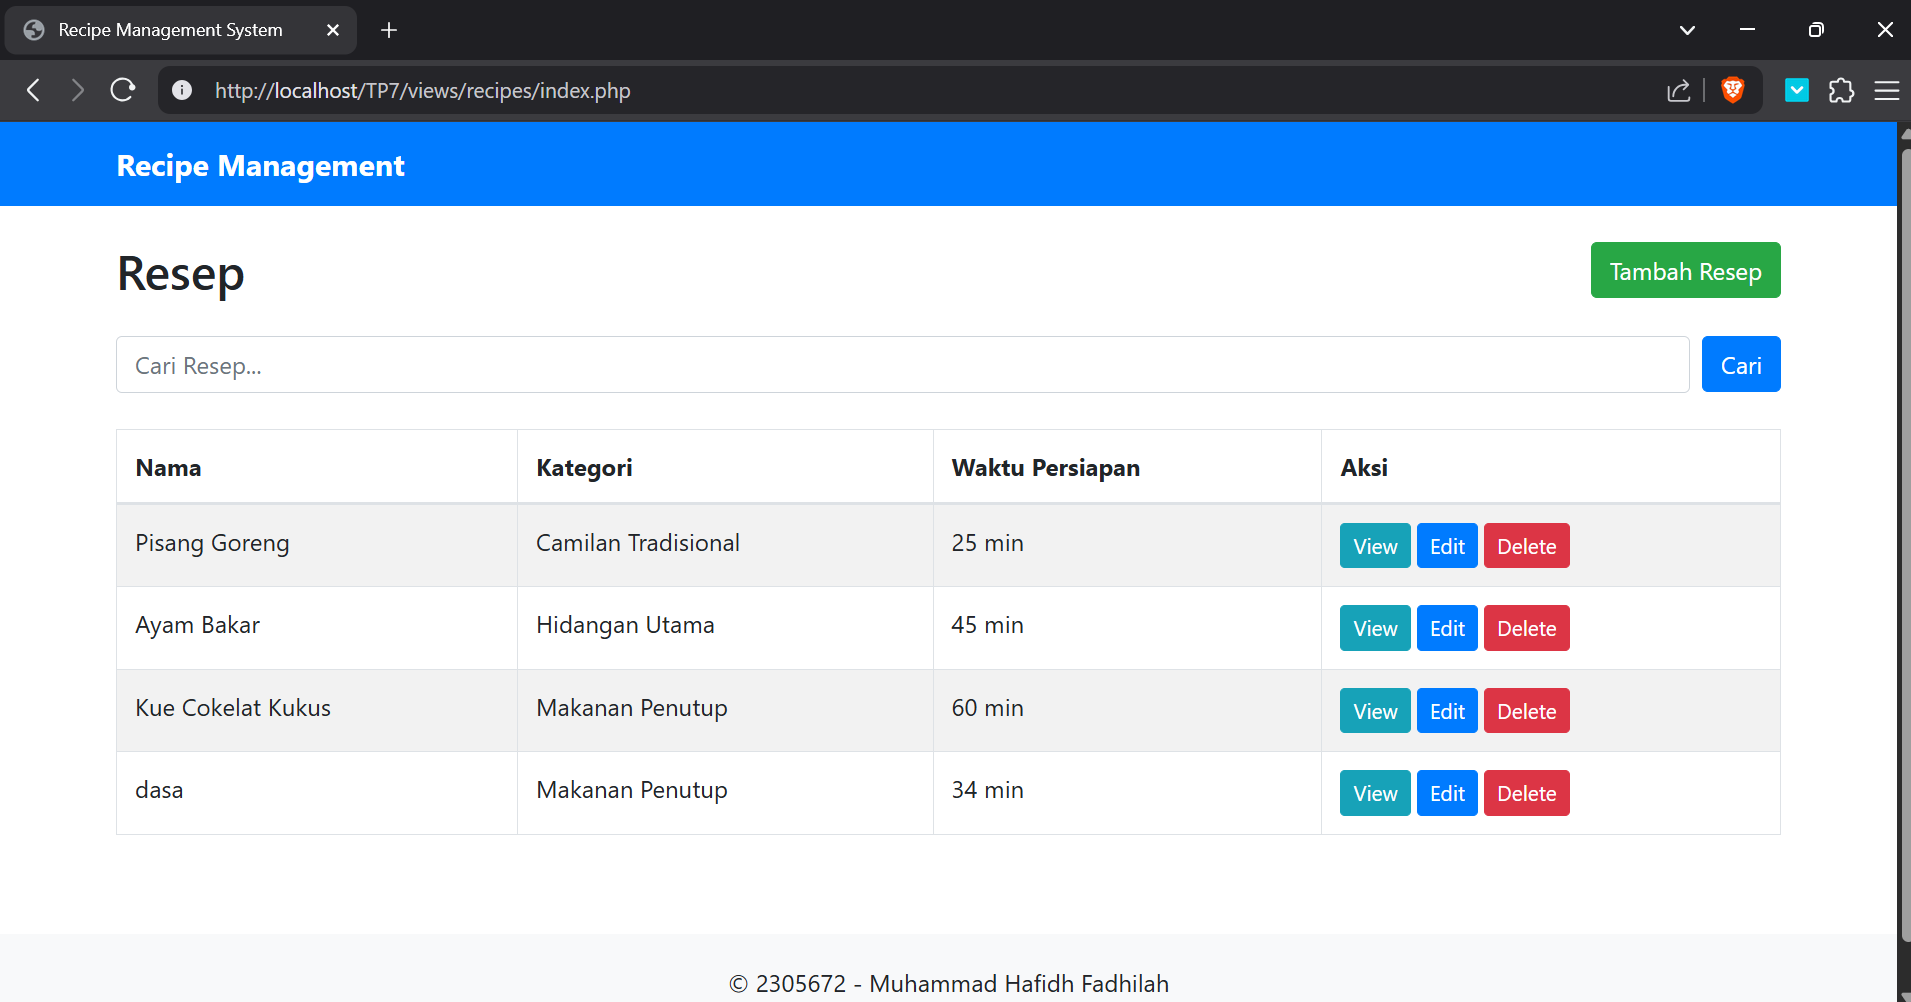 Recipe Management System
http://localhost/TP7/views/recipes/index.php
Recipe Management
Resep
Tambah Resep
Cari Resep...
Cari
Nama Kategori Waktu Persiapan Aksi
Pisang Goreng Camilan Tradisional 25 min View Edit Delete
Ayam Bakar Hidangan Utama 45 min View Edit Delete
Kue Cokelat Kukus Makanan Penutup 60 min View Edit Delete
dasa Makanan Penutup 34 min View Edit Delete
© 2305672 - Muhammad Hafidh Fadhilah